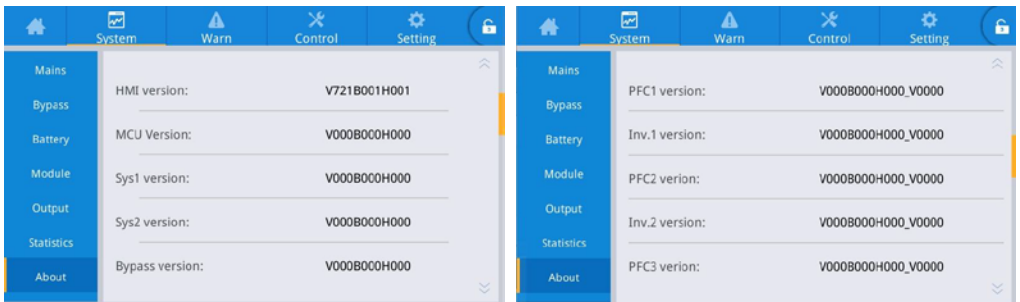 System Warn Control Setting
Mains
Bypass
Battery
Module
Output
Statistics
About
HMI version: V721B001H001
MCU Version: V000B000H000
Sys1 version: V000B000H000
Sys2 version: V000B000H000
Bypass version: V000B000H000
System Warn Control Setting
Mains
Bypass
Battery
Module
Output
Statistics
About
PFC1 version: V000B000H000_V0000
Inv.1 version: V000B000H000_V0000
PFC2 verion: V000B000H000_V0000
Inv.2 version: V000B000H000_V0000
PFC3 verion: V000B000H000_V0000